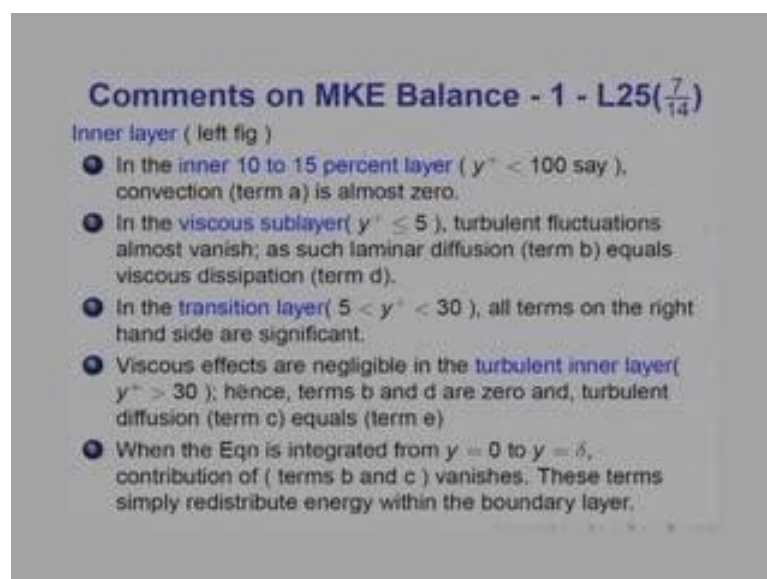 Comments on MKE Balance - 1 - L25(7/14)
Inner layer ( left fig )
In the inner 10 to 15 percent layer ( y+ < 100 say ),
convection (term a) is almost zero.
In the viscous sublayer( y+ ≤ 5 ), turbulent fluctuations
almost vanish; as such laminar diffusion (term b) equals
viscous dissipation (term d).
In the transition layer( 5 < y+ < 30 ), all terms on the right
hand side are significant.
Viscous effects are negligible in the turbulent inner layer(
y+ > 30 ); hence, terms b and d are zero and, turbulent
diffusion (term c) equals (term e)
When the Eqn is integrated from y = 0 to y = δ,
contribution of ( terms b and c ) vanishes. These terms
simply redistribute energy within the boundary layer.